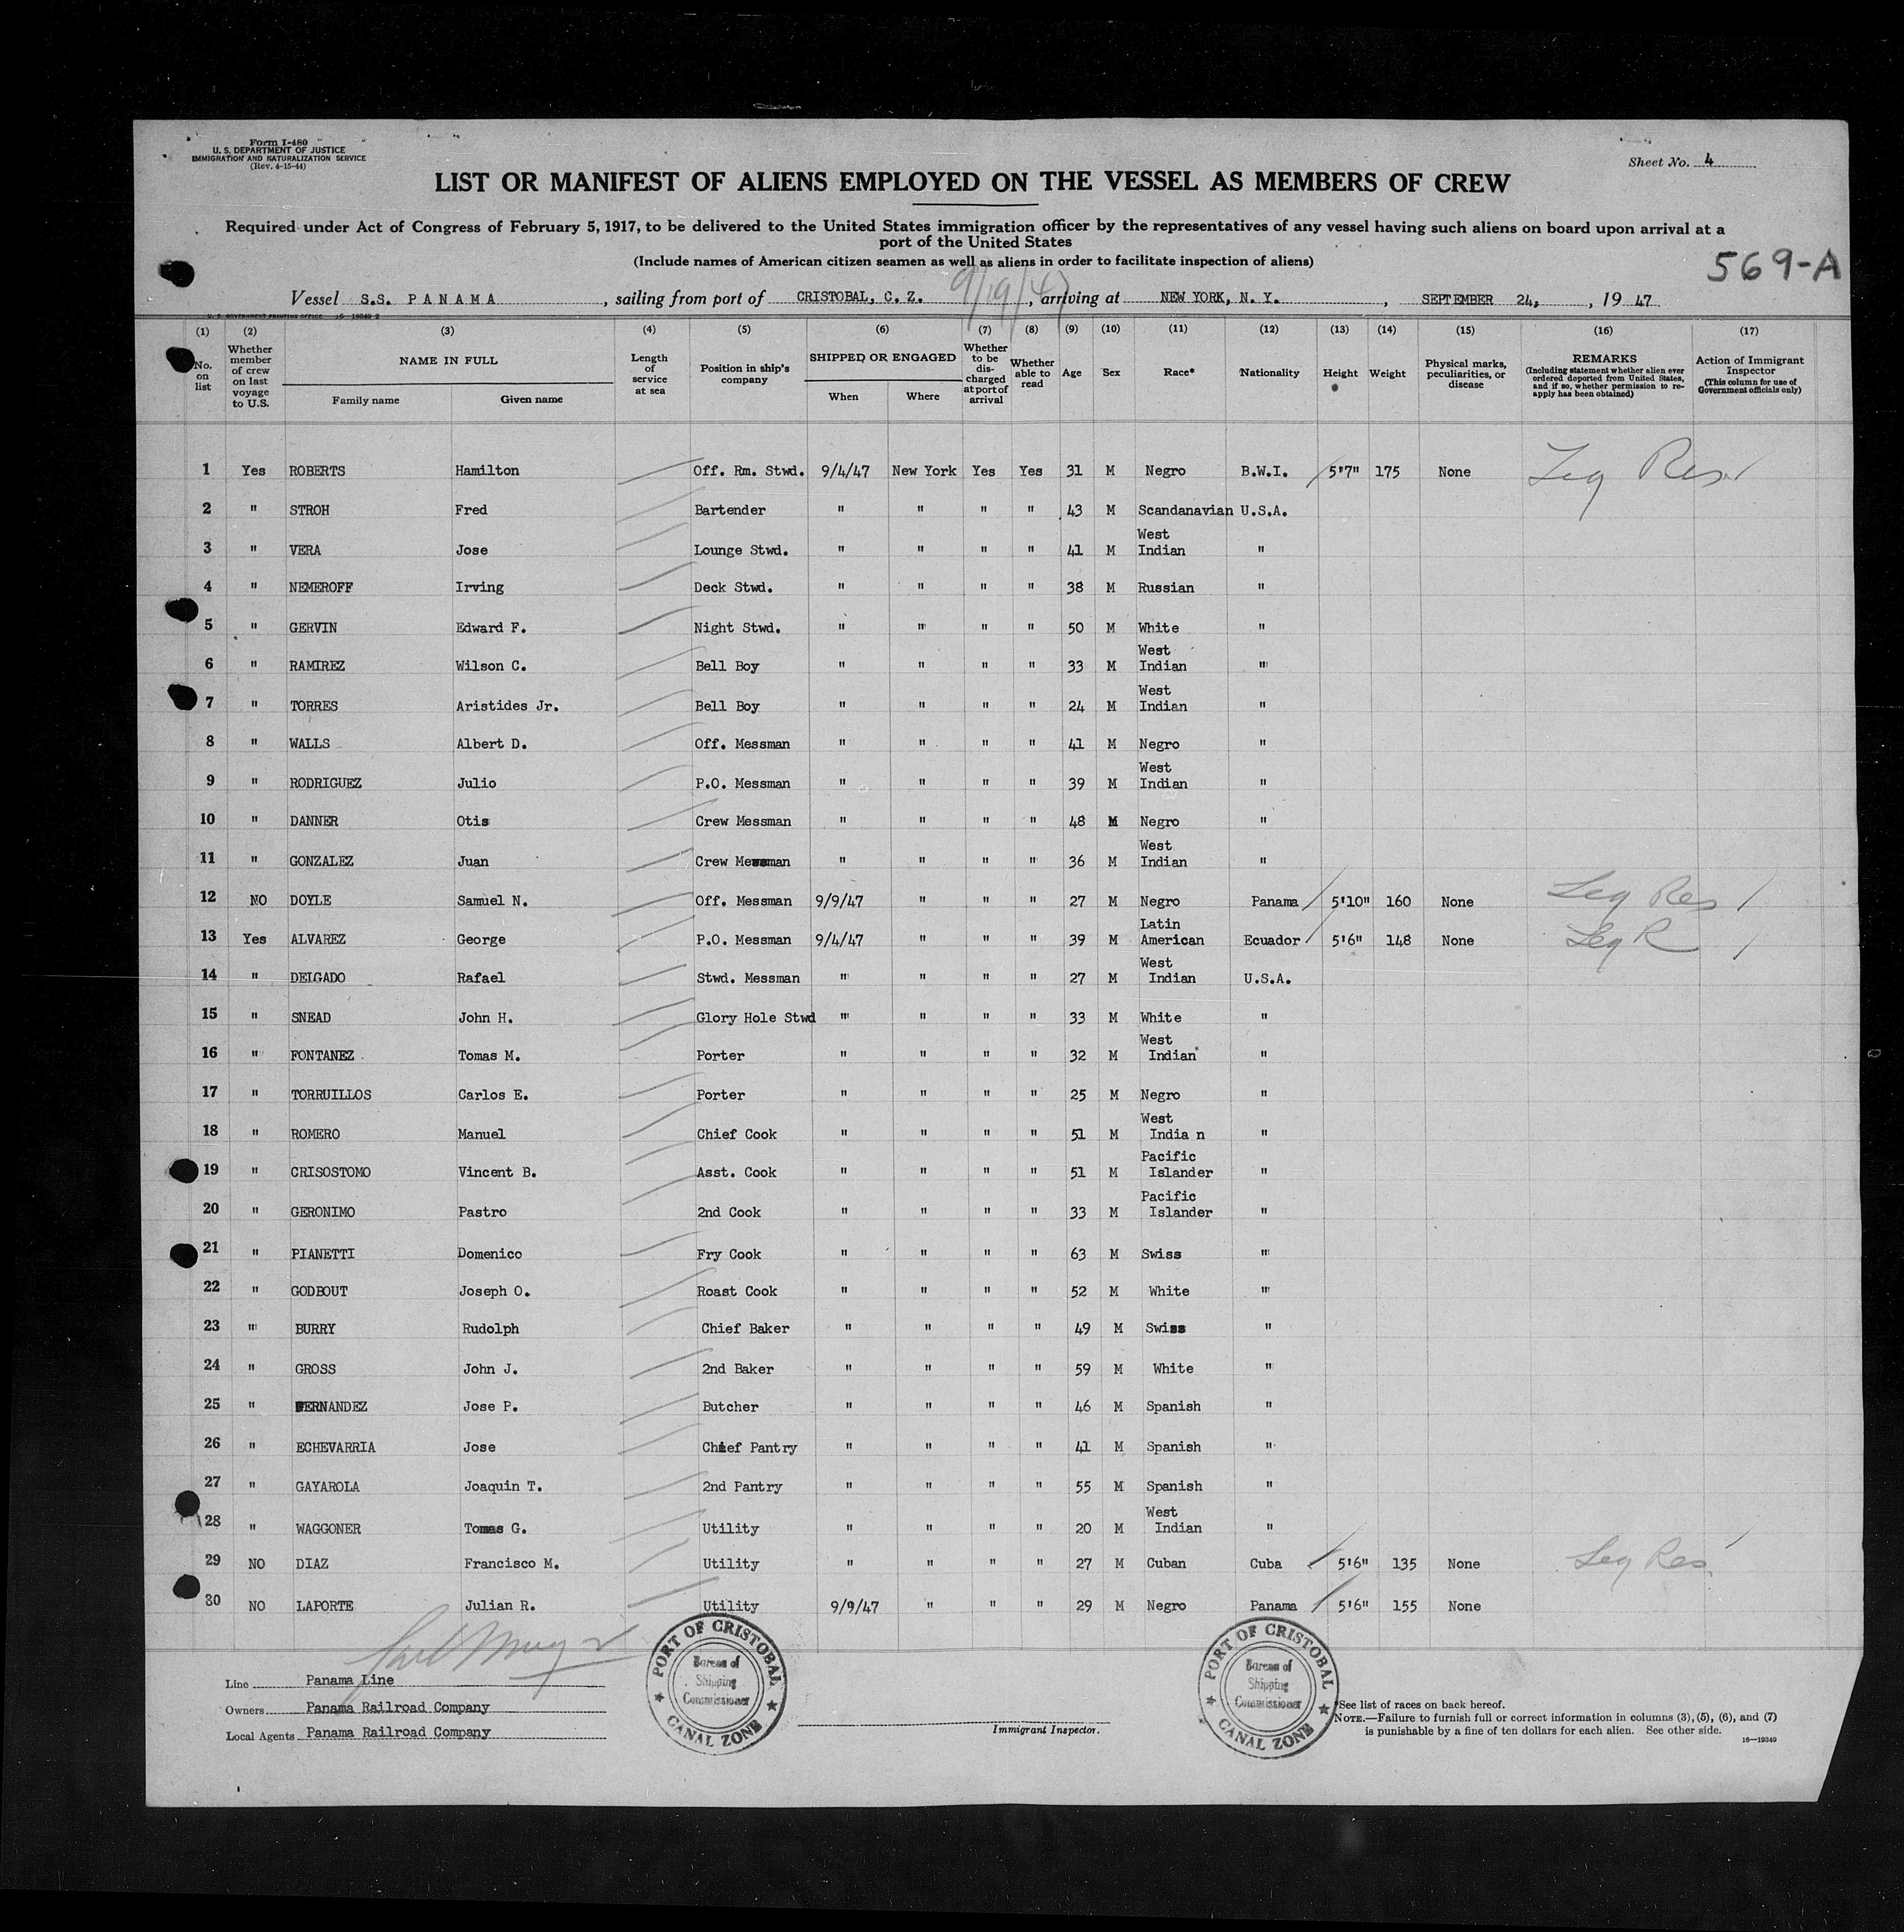 Form I-480
U. S. DEPARTMENT OF JUSTICE
IMMIGRATION AND NATURALIZATION SERVICE
(Rev. 4-15-44)
Sheet No. 4
LIST OR MANIFEST OF ALIENS EMPLOYED ON THE VESSEL AS MEMBERS OF CREW
Required under Act of Congress of February 5, 1917, to be delivered to the United States immigration officer by the representatives of any vessel having such aliens on board upon arrival at a
port of the United States
(Include names of American citizen seamen as well as aliens in order to facilitate inspection of aliens)
569-A
9/19/47
Vessel S.S. PANAMA, sailing from port of CRISTOBAL, C. Z., arriving at NEW YORK, N. Y., SEPTEMBER 24, , 19 47
U. S. GOVERNMENT PRINTING OFFICE 16-19349-2
(1) (2) (3) (4) (5) (6) (7) (8) (9) (10) (11) (12) (13) (14) (15) (16) (17)
No. on list
Whether member of crew on last voyage to U.S.
NAME IN FULL
Family name Given name
Length of service at sea
Position in ship's company
SHIPPED OR ENGAGED
When Where
Whether to be discharged at port of arrival
Whether able to read
Age Sex Race* Nationality Height Weight
Physical marks, peculiarities, or disease
REMARKS
(Including statement whether alien ever ordered deported from United States, and if so, whether permission to re-apply has been obtained)
Action of Immigrant Inspector
(This column for use of Government officials only)
1 Yes ROBERTS Hamilton Off. Rm. Stwd. 9/4/47 New York Yes Yes 31 M Negro B.W.I. 5'7" 175 None Leg Res
2 " STROH Fred Bartender " " " " 43 M Scandanavian U.S.A.
3 " VERA Jose Lounge Stwd. " " " " 41 M West Indian "
4 " NEMEROFF Irving Deck Stwd. " " " " 38 M Russian "
5 " GERVIN Edward F. Night Stwd. " " " " 50 M White "
6 " RAMIREZ Wilson C. Bell Boy " " " " 33 M West Indian "
7 " TORRES Aristides Jr. Bell Boy " " " " 24 M West Indian "
8 " WALLS Albert D. Off. Messman " " " " 41 M Negro "
9 " RODRIGUEZ Julio P.O. Messman " " " " 39 M West Indian "
10 " DANNER Otis Crew Messman " " " " 48 M Negro "
11 " GONZALEZ Juan Crew Messman " " " " 36 M West Indian "
12 NO DOYLE Samuel N. Off. Messman 9/9/47 " " " 27 M Negro Panama 5'10" 160 None Leg Res
13 Yes ALVAREZ George P.O. Messman 9/4/47 " " " 39 M Latin American Ecuador 5'6" 148 None Leg R
14 " DELGADO Rafael Stwd. Messman " " " " 27 M West Indian U.S.A.
15 " SNEAD John H. Glory Hole Stwd " " " " 33 M White "
16 " FONTANEZ Tomas M. Porter " " " " 32 M West Indian "
17 " TORRUILLOS Carlos E. Porter " " " " 25 M Negro "
18 " ROMERO Manuel Chief Cook " " " " 51 M West India n "
19 " CRISOSTOMO Vincent B. Asst. Cook " " " " 51 M Pacific Islander "
20 " GERONIMO Pastro 2nd Cook " " " " 33 M Pacific Islander "
21 " PIANETTI Domenico Fry Cook " " " " 63 M Swiss "
22 " GODBOUT Joseph O. Roast Cook " " " " 52 M White "
23 " BURRY Rudolph Chief Baker " " " " 49 M Swiss "
24 " GROSS John J. 2nd Baker " " " " 59 M White "
25 " FERNANDEZ Jose P. Butcher " " " " 46 M Spanish "
26 " ECHEVARRIA Jose Chief Pantry " " " " 41 M Spanish "
27 " GAYAROLA Joaquin T. 2nd Pantry " " " " 55 M Spanish "
28 " WAGGONER Tomas G. Utility " " " " 20 M West Indian "
29 NO DIAZ Francisco M. Utility " " " " 27 M Cuban Cuba 5'6" 135 None Leg Res
30 NO LAPORTE Julian R. Utility 9/9/47 " " " 29 M Negro Panama 5'6" 155 None
Line Panama Line
Owners Panama Railroad Company
Local Agents Panama Railroad Company
PORT OF CRISTOBAL
Bureau of
Shipping
Commissioner
CANAL ZONE
Immigrant Inspector.
PORT OF CRISTOBAL
Bureau of
Shipping
Commissioner
CANAL ZONE
*See list of races on back hereof.
NOTE.—Failure to furnish full or correct information in columns (3), (5), (6), and (7)
is punishable by a fine of ten dollars for each alien. See other side.
16—19349